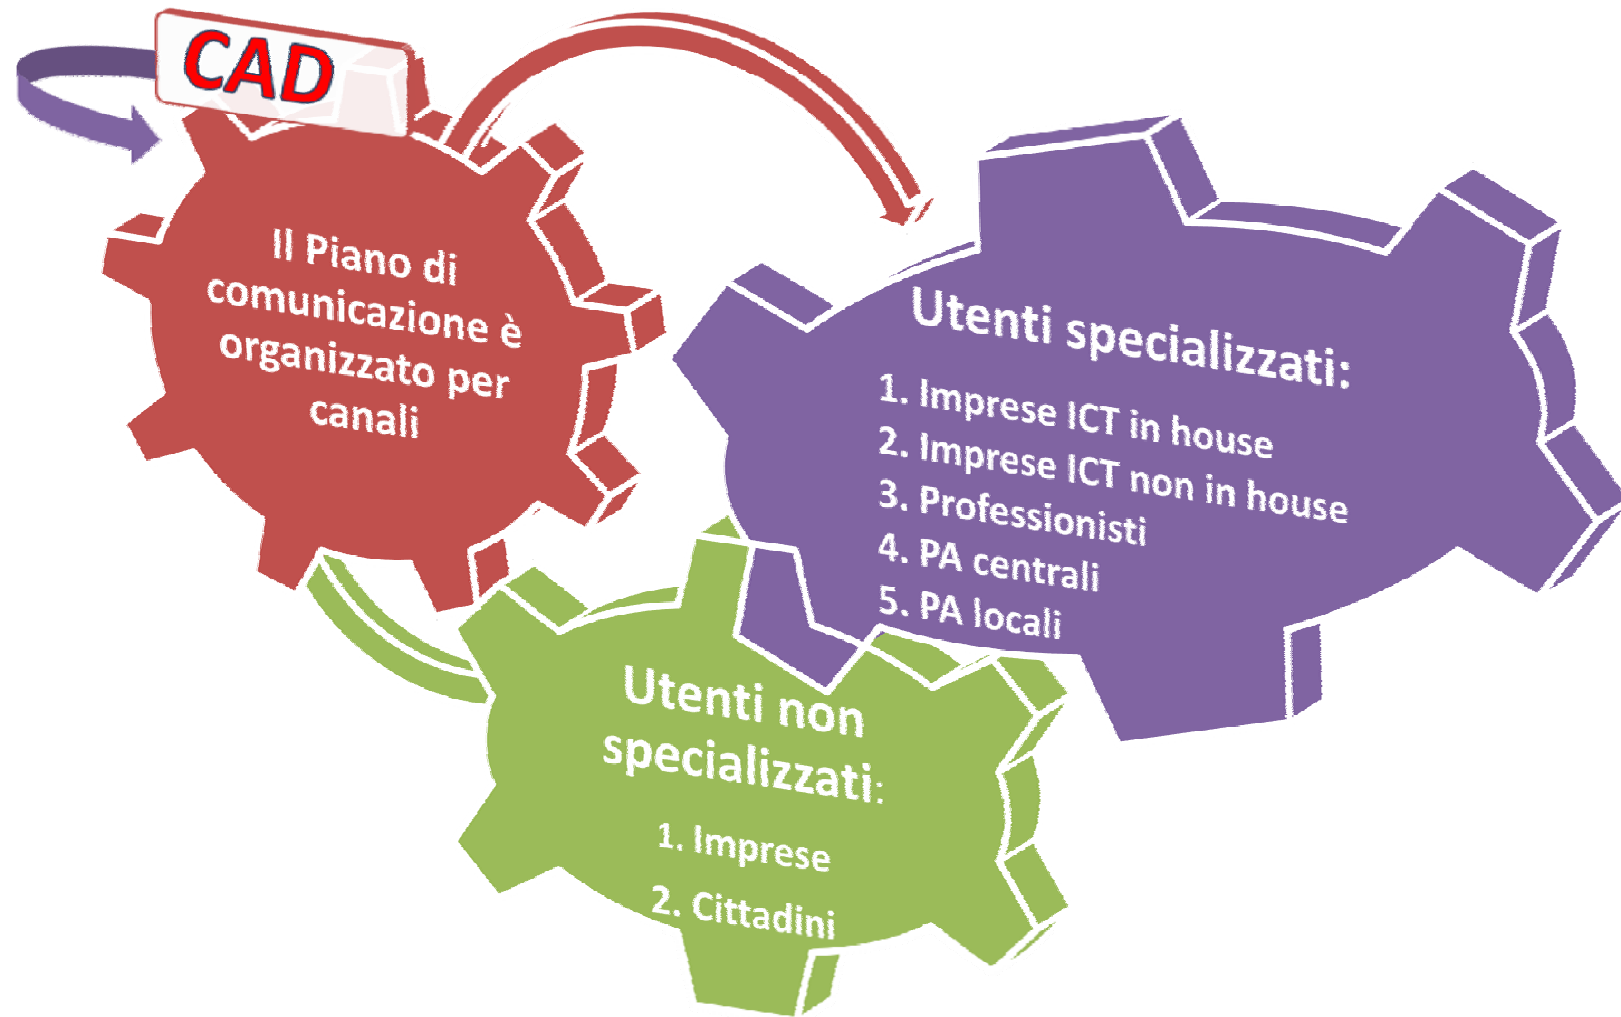 CAD
Il Piano di
comunicazione è
organizzato per
canali
Utenti specializzati:
1. Imprese ICT in house
2. Imprese ICT non in house
3. Professionisti
4. PA centrali
5. PA locali
Utenti non
specializzati:
1. Imprese
2. Cittadini